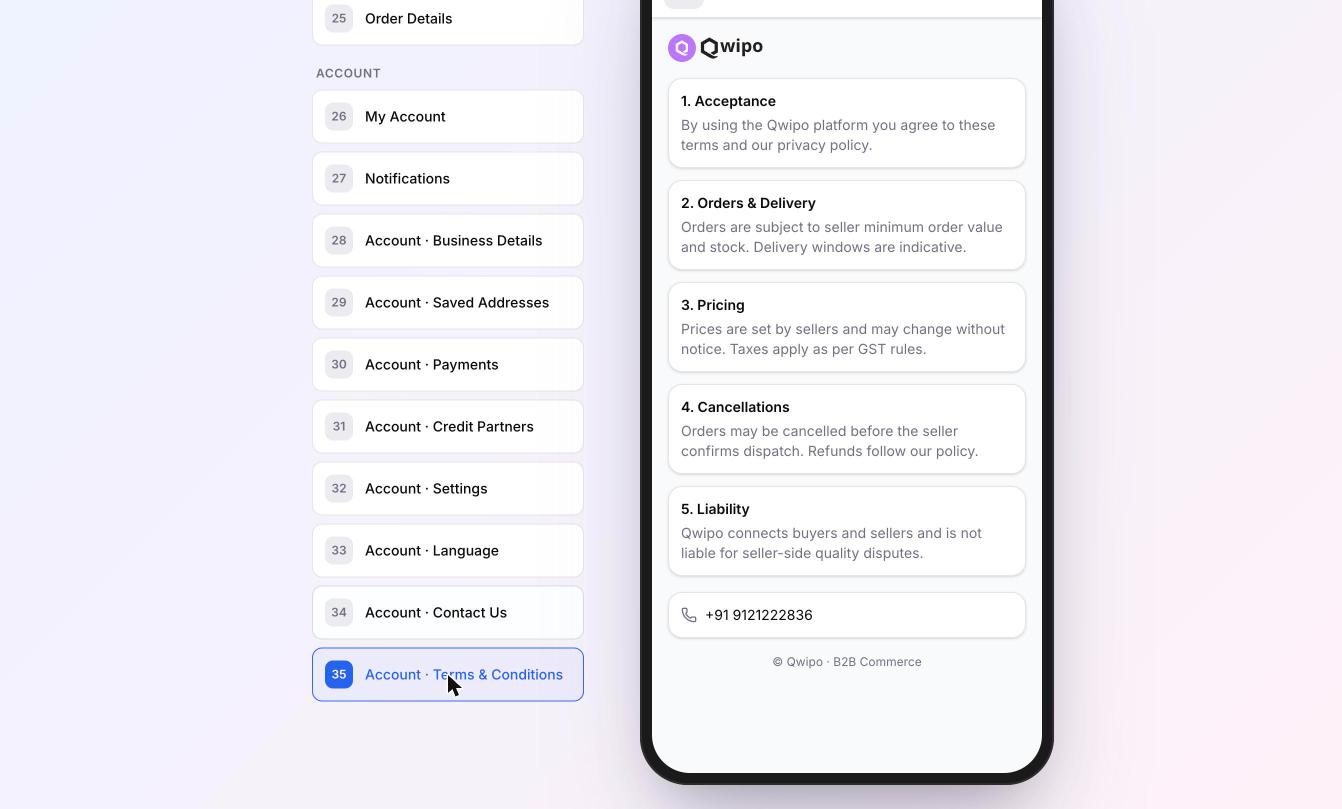 25 Order Details
ACCOUNT
26 My Account
27 Notifications
28 Account · Business Details
29 Account · Saved Addresses
30 Account · Payments
31 Account · Credit Partners
32 Account · Settings
33 Account · Language
34 Account · Contact Us
35 Account · Terms & Conditions
Qwipo
1. Acceptance
By using the Qwipo platform you agree to these
terms and our privacy policy.
2. Orders & Delivery
Orders are subject to seller minimum order value
and stock. Delivery windows are indicative.
3. Pricing
Prices are set by sellers and may change without
notice. Taxes apply as per GST rules.
4. Cancellations
Orders may be cancelled before the seller
confirms dispatch. Refunds follow our policy.
5. Liability
Qwipo connects buyers and sellers and is not
liable for seller-side quality disputes.
+91 9121222836
© Qwipo · B2B Commerce